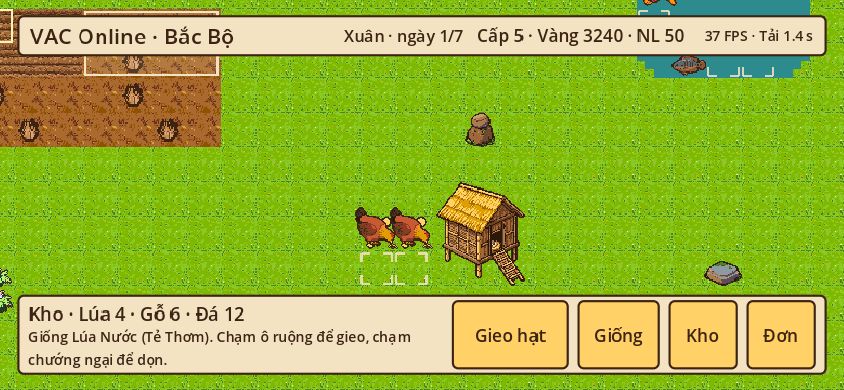 VAC Online · Bắc Bộ
Xuân · ngày 1/7 Cấp 5 · Vàng 3240 · NL 50 37 FPS · Tải 1.4 s
Kho · Lúa 4 · Gỗ 6 · Đá 12
Giống Lúa Nước (Tẻ Thơm). Chạm ô ruộng để gieo, chạm
chướng ngại để dọn.
Gieo hạt
Giống
Kho
Đơn